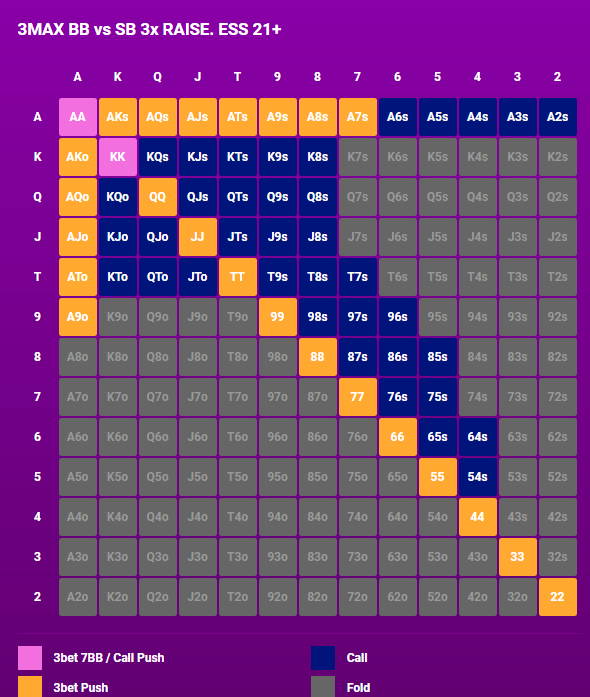 3MAX BB vs SB 3x RAISE. ESS 21+
A K Q J T 9 8 7 6 5 4 3 2
A AA AKs AQs AJs ATs A9s A8s A7s A6s A5s A4s A3s A2s
K AKo KK KQs KJs KTs K9s K8s K7s K6s K5s K4s K3s K2s
Q AQo KQo QQ QJs QTs Q9s Q8s Q7s Q6s Q5s Q4s Q3s Q2s
J AJo KJo QJo JJ JTs J9s J8s J7s J6s J5s J4s J3s J2s
T ATo KTo QTo JTo TT T9s T8s T7s T6s T5s T4s T3s T2s
9 A9o K9o Q9o J9o T9o 99 98s 97s 96s 95s 94s 93s 92s
8 A8o K8o Q8o J8o T8o 98o 88 87s 86s 85s 84s 83s 82s
7 A7o K7o Q7o J7o T7o 97o 87o 77 76s 75s 74s 73s 72s
6 A6o K6o Q6o J6o T6o 96o 86o 76o 66 65s 64s 63s 62s
5 A5o K5o Q5o J5o T5o 95o 85o 75o 65o 55 54s 53s 52s
4 A4o K4o Q4o J4o T4o 94o 84o 74o 64o 54o 44 43s 42s
3 A3o K3o Q3o J3o T3o 93o 83o 73o 63o 53o 43o 33 32s
2 A2o K2o Q2o J2o T2o 92o 82o 72o 62o 52o 42o 32o 22
3bet 7BB / Call Push Call
3bet Push Fold